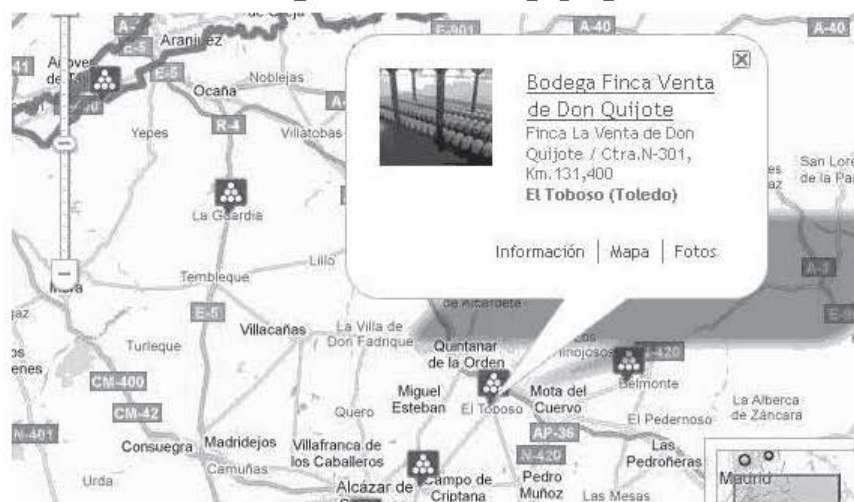 A-40
A-40
E-901
Aranjuez
E-5
Ocaña
Noblejas
Yepes
R-4
Villatobas
La Guardia
Tembleque
Lillo
Mora
E-5
Villacañas
La Villa de
Don Fadrique
Turleque
CM-400
CM-42
N-401
Consuegra
Madridejos
Camuñas
Urda
Villafranca de
los Caballeros
Quero
Miguel
Esteban
Quintanar
de la Orden
El Toboso
Mota del
Cuervo
Belmonte
N-420
El Pedernoso
AP-36
N-420
Las
Pedroñeras
La Alberca
de Záncara
Alcázar de
Campo de
Criptana
Pedro
Muñoz
Las Mesas
Madrid
A-3
Bodega Finca Venta
de Don Quijote
Finca La Venta de Don
Quijote / Ctra.N-301,
Km.131,400
El Toboso (Toledo)
Información | Mapa | Fotos